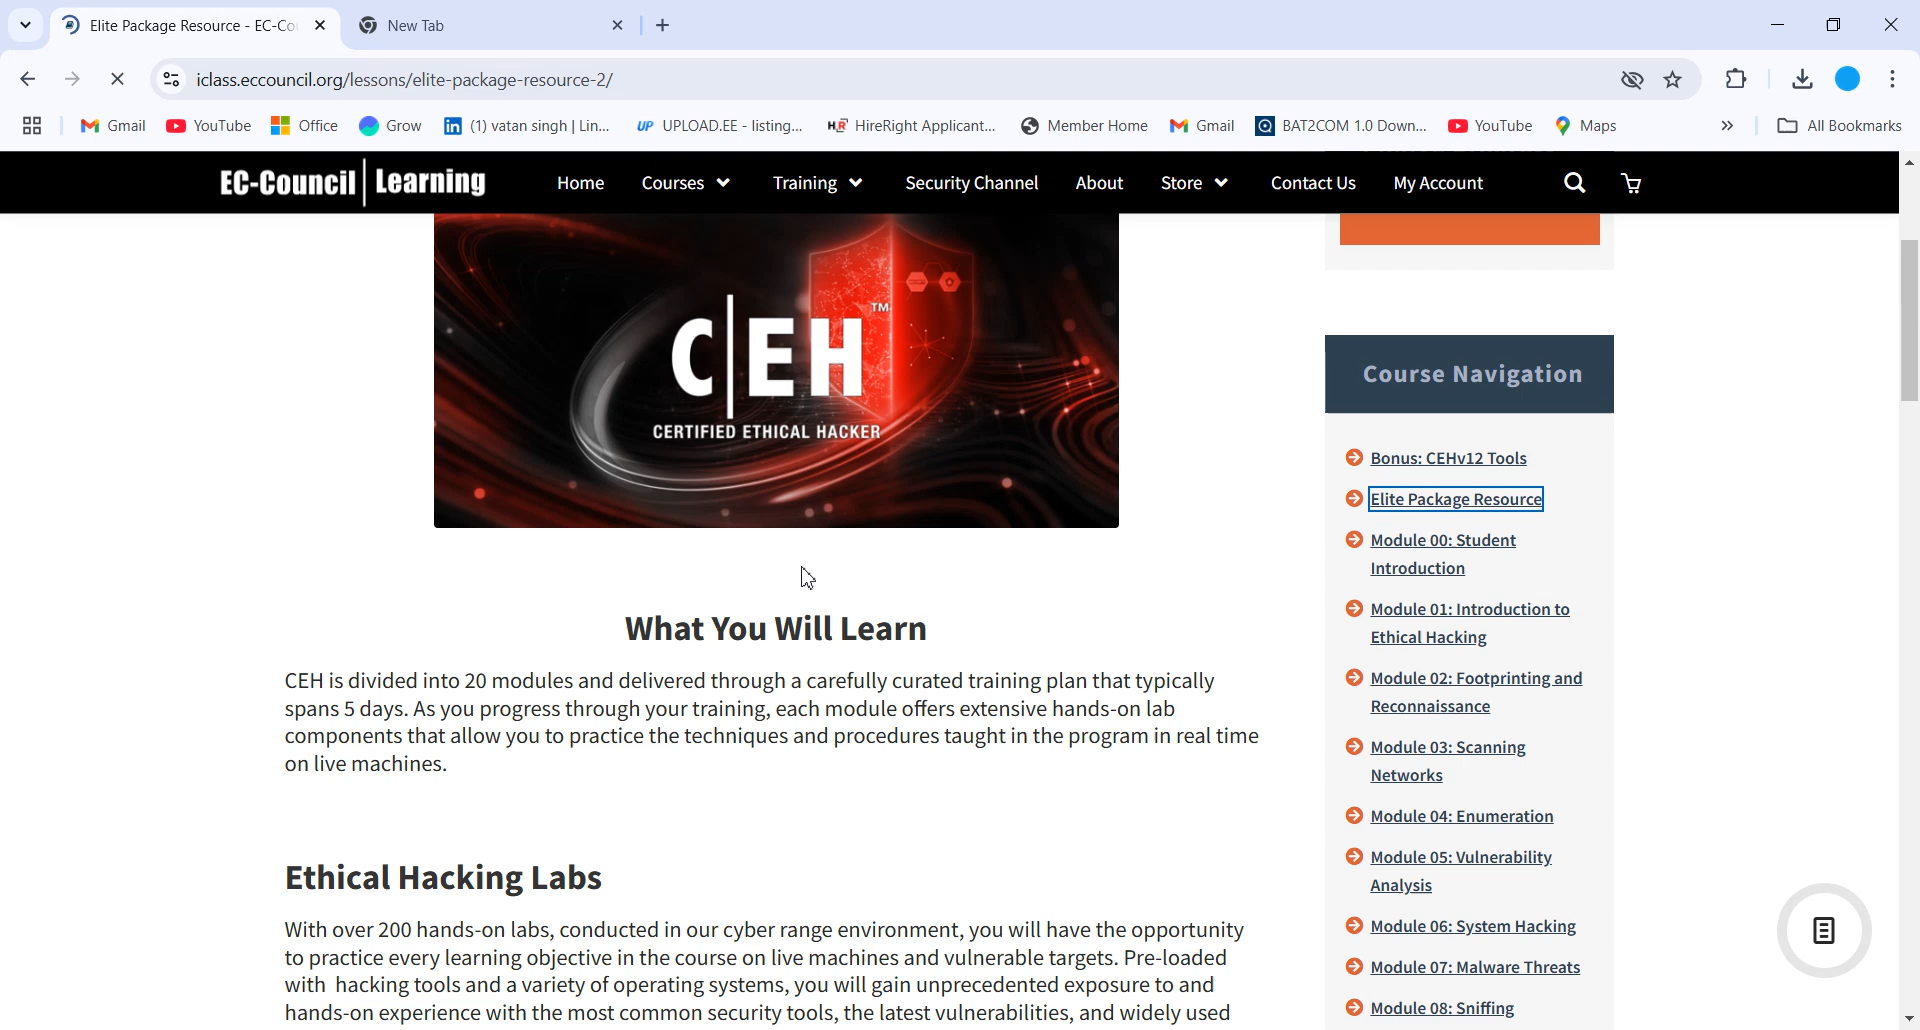 Elite Package Resource - EC-Co
New Tab
iclass.eccouncil.org/lessons/elite-package-resource-2/
Gmail
YouTube
Office
Grow
(1) vatan singh | Lin...
UPLOAD.EE - listing...
HireRight Applicant...
Member Home
Gmail
BAT2COM 1.0 Down...
YouTube
Maps
All Bookmarks
EC-Council | Learning
Home
Courses
Training
Security Channel
About
Store
Contact Us
My Account
C|EH™
CERTIFIED ETHICAL HACKER
What You Will Learn
CEH is divided into 20 modules and delivered through a carefully curated training plan that typically
spans 5 days. As you progress through your training, each module offers extensive hands-on lab
components that allow you to practice the techniques and procedures taught in the program in real time
on live machines.
Ethical Hacking Labs
With over 200 hands-on labs, conducted in our cyber range environment, you will have the opportunity
to practice every learning objective in the course on live machines and vulnerable targets. Pre-loaded
with hacking tools and a variety of operating systems, you will gain unprecedented exposure to and
hands-on experience with the most common security tools, the latest vulnerabilities, and widely used
Course Navigation
Bonus: CEHv12 Tools
Elite Package Resource
Module 00: Student
Introduction
Module 01: Introduction to
Ethical Hacking
Module 02: Footprinting and
Reconnaissance
Module 03: Scanning
Networks
Module 04: Enumeration
Module 05: Vulnerability
Analysis
Module 06: System Hacking
Module 07: Malware Threats
Module 08: Sniffing